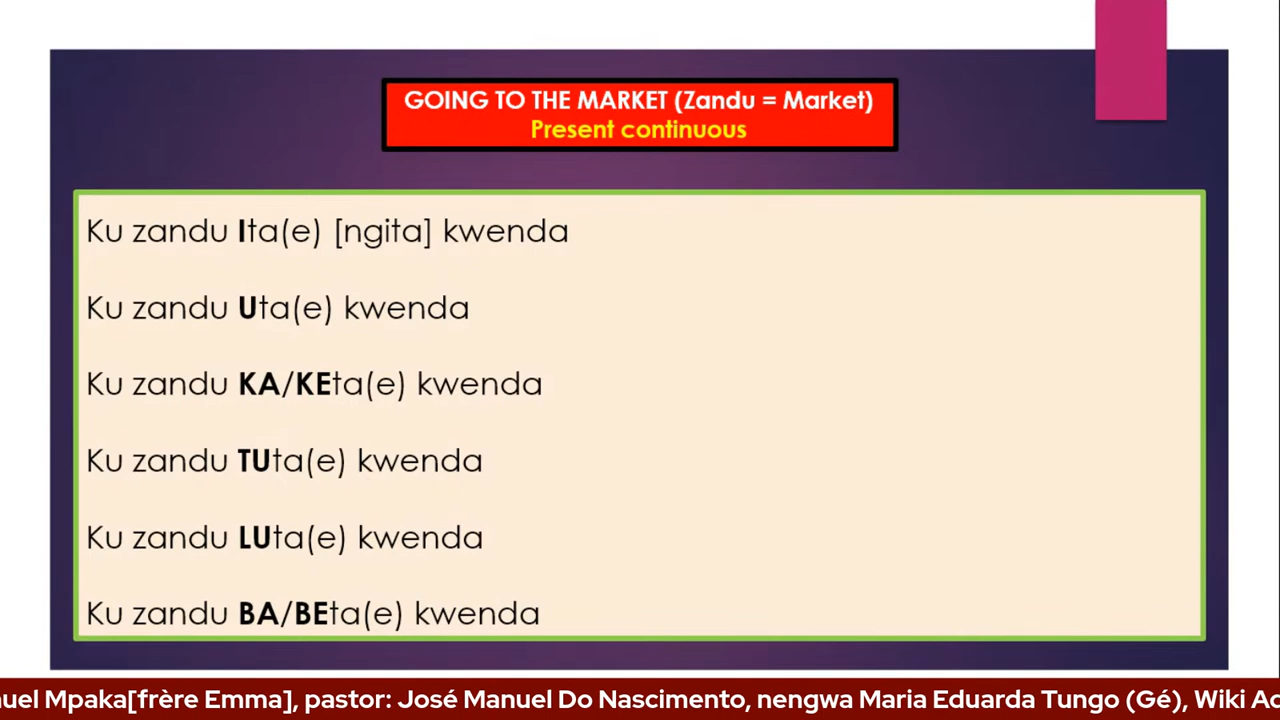 GOING TO THE MARKET (Zandu = Market)
Present continuous
Ku zandu Ita(e) [ngita] kwenda
Ku zandu Uta(e) kwenda
Ku zandu KA/KEta(e) kwenda
Ku zandu TUta(e) kwenda
Ku zandu LUta(e) kwenda
Ku zandu BA/BEta(e) kwenda
Mpaka[frère Emma], pastor: José Manuel Do Nascimento, nengwa Maria Eduarda Tungo (Gé), Wiki